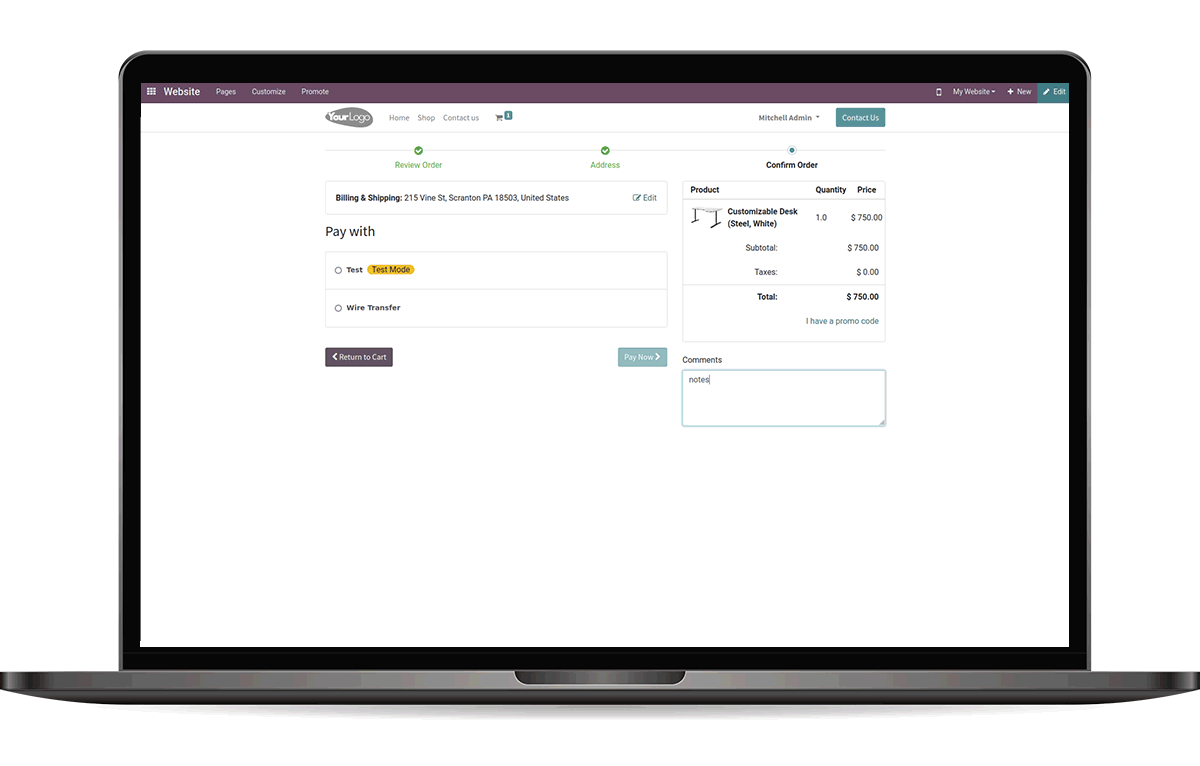 Website Pages Customize Promote My Website New Edit
YourLogo Home Shop Contact us 1 Mitchell Admin Contact Us
Review Order Address Confirm Order
Billing & Shipping: 215 Vine St, Scranton PA 18503, United States Edit
Pay with
Test Test Mode
Wire Transfer
Return to Cart Pay Now
Product Quantity Price
Customizable Desk
(Steel, White) 1.0 $ 750.00
Subtotal: $ 750.00
Taxes: $ 0.00
Total: $ 750.00
I have a promo code
Comments
notes